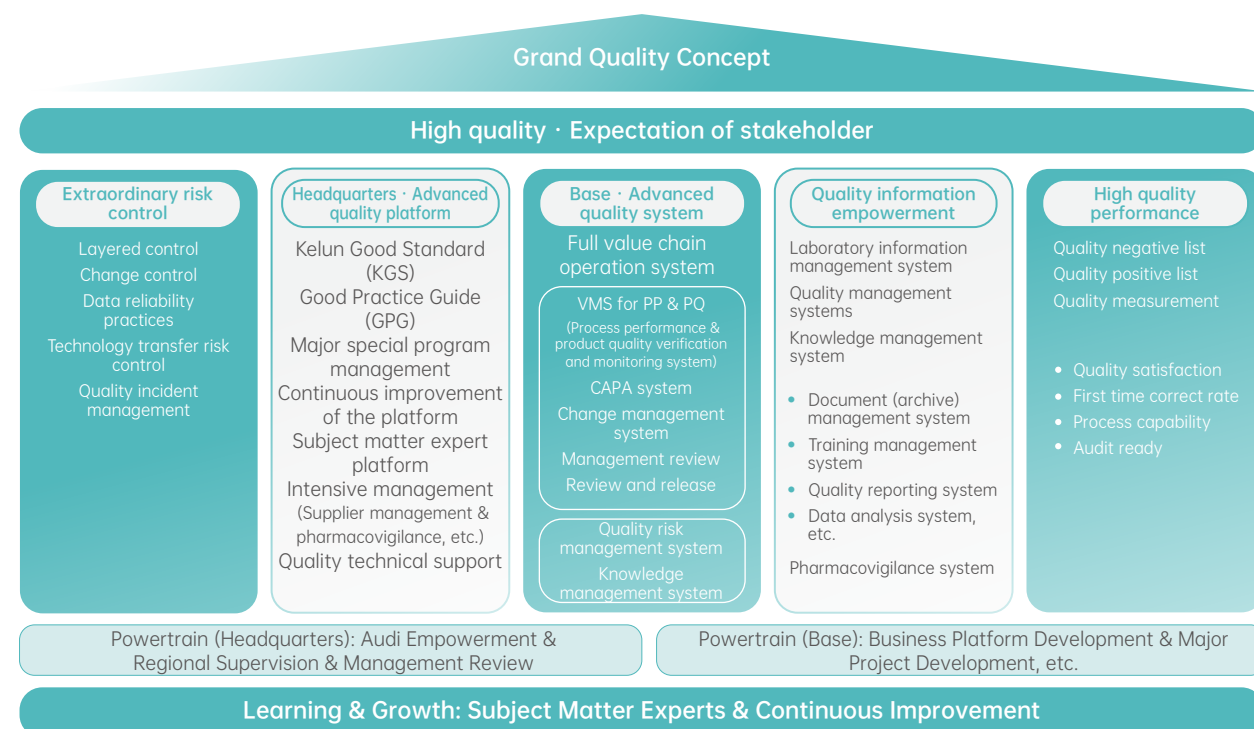 Grand Quality Concept
High quality · Expectation of stakeholder
Extraordinary risk
control
Layered control
Change control
Data reliability
practices
Technology transfer risk
control
Quality incident
management
Headquarters · Advanced
quality platform
Kelun Good Standard
(KGS)
Good Practice Guide
(GPG)
Major special program
management
Continuous improvement
of the platform
Subject matter expert
platform
Intensive management
(Supplier management &
pharmacovigilance, etc.)
Quality technical support
Base · Advanced
quality system
Full value chain
operation system
VMS for PP & PQ
(Process performance &
product quality verification
and monitoring system)
CAPA system
Change management
system
Management review
Review and release
Quality risk
management system
Knowledge
management system
Quality information
empowerment
Laboratory information
management system
Quality management
systems
Knowledge management
system
• Document (archive)
management system
• Training management
system
• Quality reporting system
• Data analysis system,
etc.
Pharmacovigilance system
High quality
performance
Quality negative list
Quality positive list
Quality measurement
• Quality satisfaction
• First time correct rate
• Process capability
• Audit ready
Powertrain (Headquarters): Audi Empowerment &
Regional Supervision & Management Review
Powertrain (Base): Business Platform Development & Major
Project Development, etc.
Learning & Growth: Subject Matter Experts & Continuous Improvement